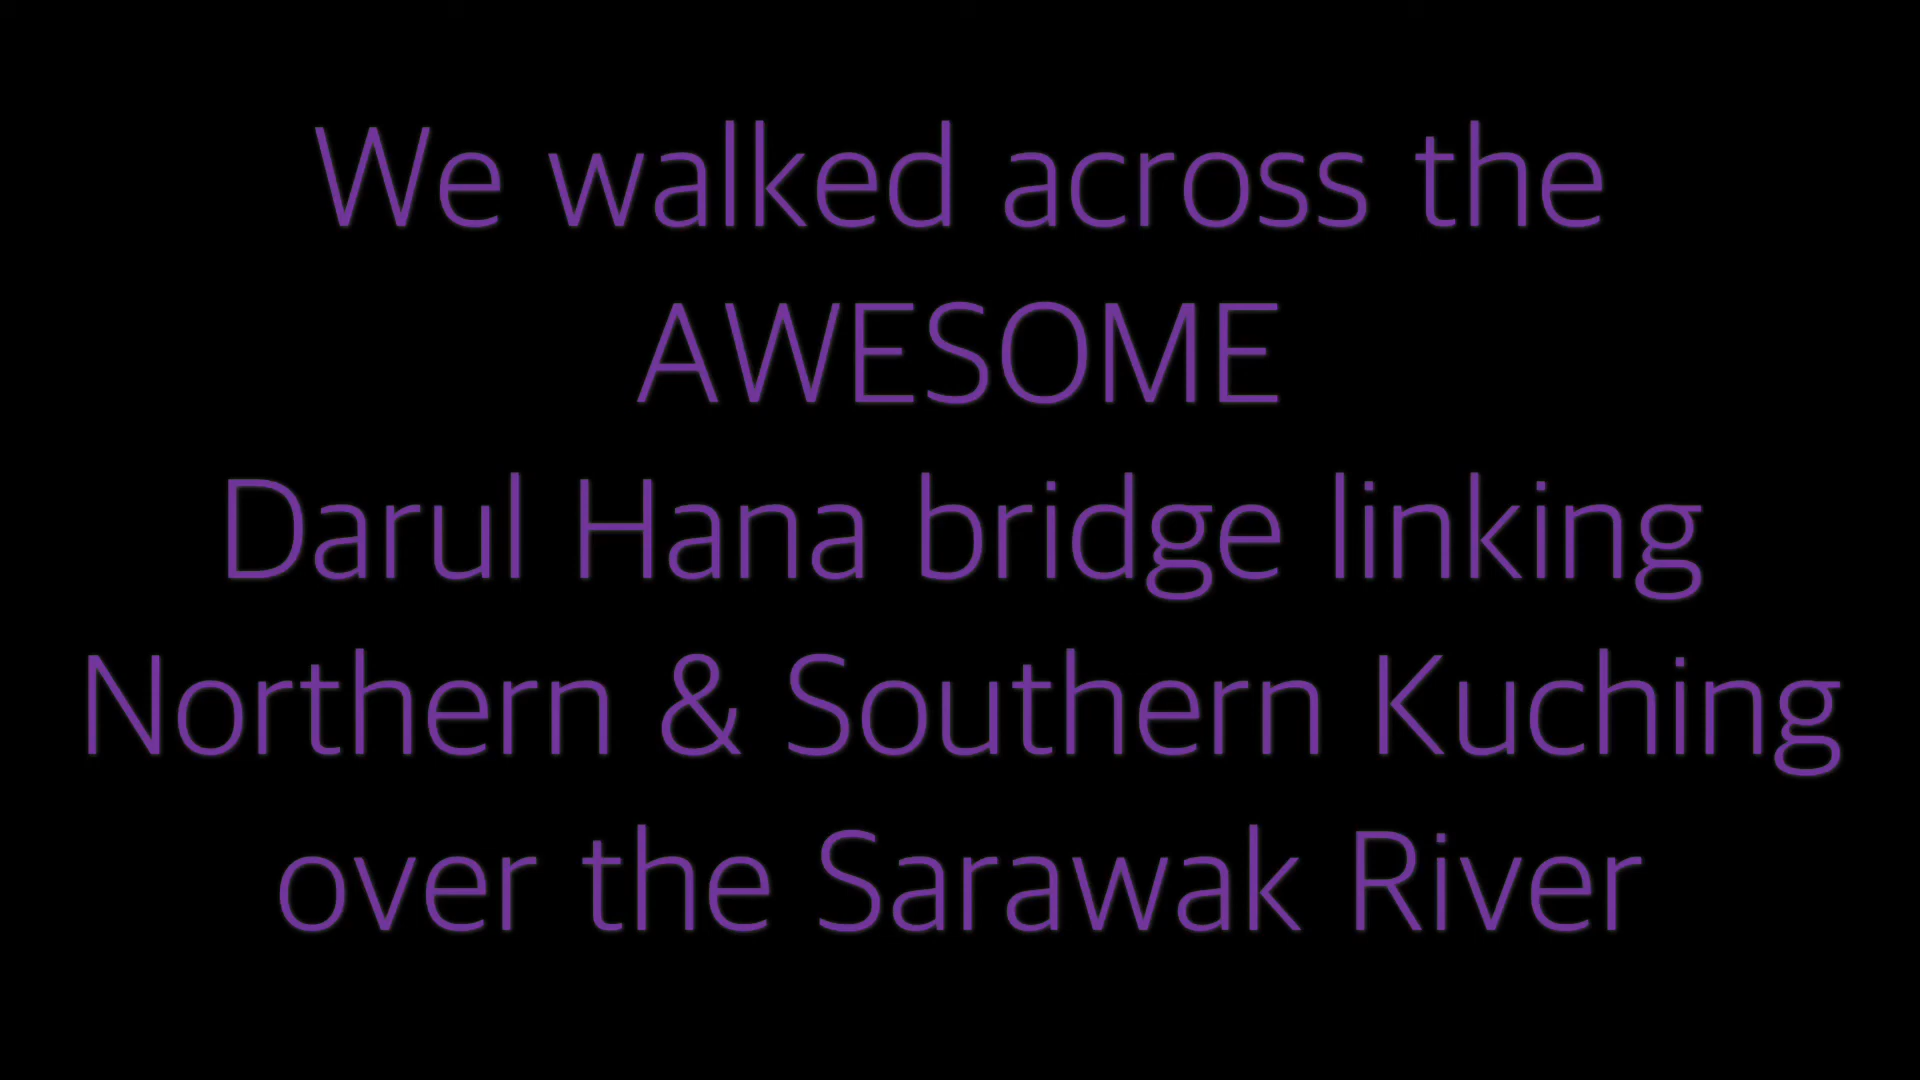 We walked across the
AWESOME
Darul Hana bridge linking
Northern & Southern Kuching
over the Sarawak River